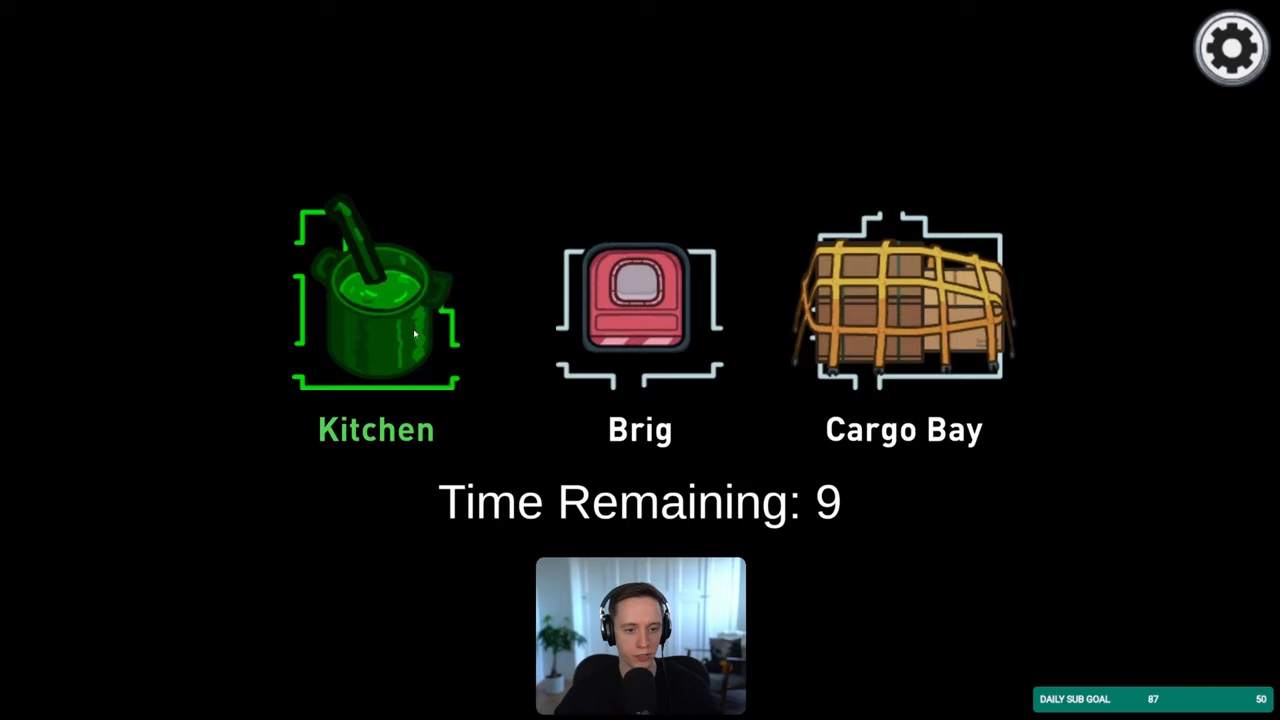 Kitchen
Brig
Cargo Bay
Time Remaining: 9
DAILY SUB GOAL 87 50